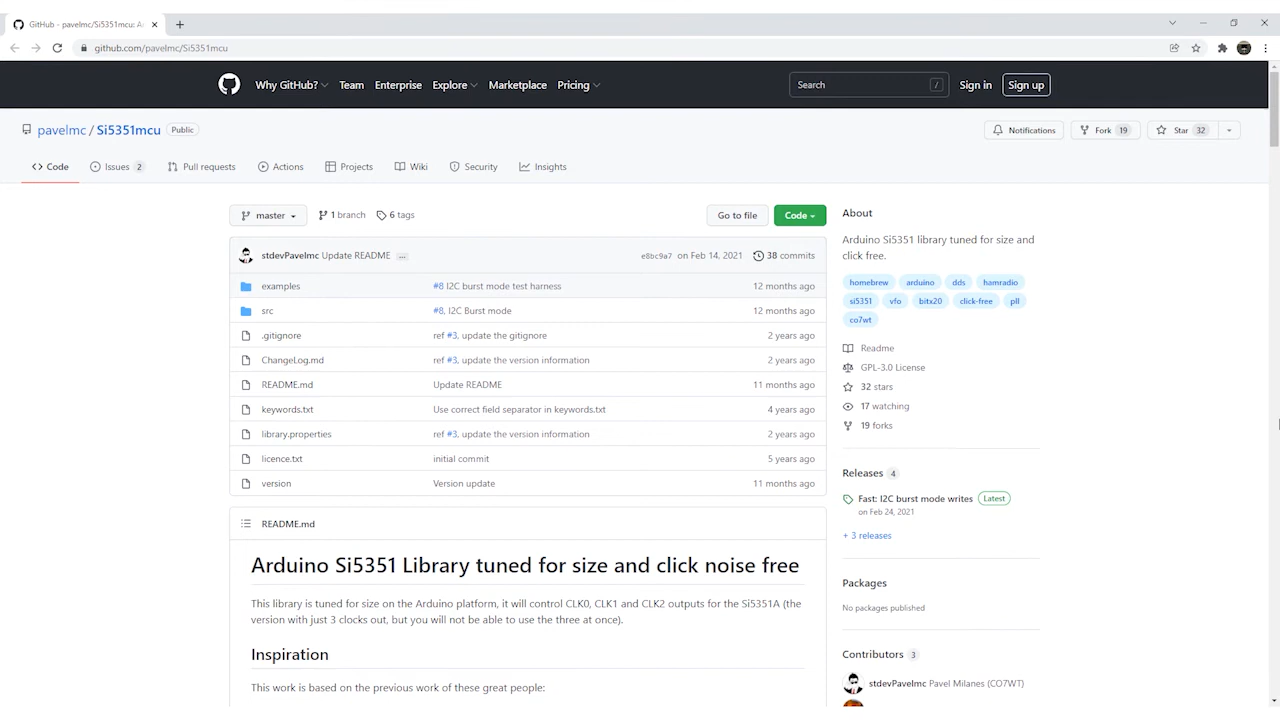 GitHub - pavelmc/Si5351mcu: Ar
github.com/pavelmc/Si5351mcu
Why GitHub? Team Enterprise Explore Marketplace Pricing Search / Sign in Sign up
pavelmc / Si5351mcu Public Notifications Fork 19 Star 32
Code Issues 2 Pull requests Actions Projects Wiki Security Insights
master 1 branch 6 tags Go to file Code
stdevPavelmc Update README ... e8bc9a7 on Feb 14, 2021 38 commits
examples #8 I2C burst mode test harness 12 months ago
src #8, I2C Burst mode 12 months ago
.gitignore ref #3, update the gitignore 2 years ago
ChangeLog.md ref #3, update the version information 2 years ago
README.md Update README 11 months ago
keywords.txt Use correct field separator in keywords.txt 4 years ago
library.properties ref #3, update the version information 2 years ago
licence.txt initial commit 5 years ago
version Version update 11 months ago
README.md
Arduino Si5351 Library tuned for size and click noise free
This library is tuned for size on the Arduino platform, it will control CLK0, CLK1 and CLK2 outputs for the Si5351A (the
version with just 3 clocks out, but you will not be able to use the three at once).
Inspiration
This work is based on the previous work of these great people:
About
Arduino Si5351 library tuned for size and
click free.
homebrew arduino dds hamradio
si5351 vfo bitx20 click-free pll
co7wt
Readme
GPL-3.0 License
32 stars
17 watching
19 forks
Releases 4
Fast: I2C burst mode writes Latest
on Feb 24, 2021
+ 3 releases
Packages
No packages published
Contributors 3
stdevPavelmc Pavel Milanes (CO7WT)